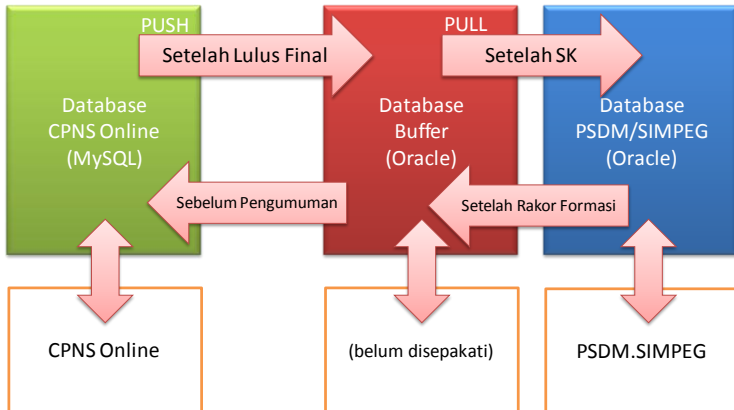 PUSH
PULL
Setelah Lulus Final
Setelah SK
Database
CPNS Online
(MySQL)
Database
Buffer
(Oracle)
Database
PSDM/SIMPEG
(Oracle)
Sebelum Pengumuman
Setelah Rakor Formasi
CPNS Online
(belum disepakati)
PSDM.SIMPEG